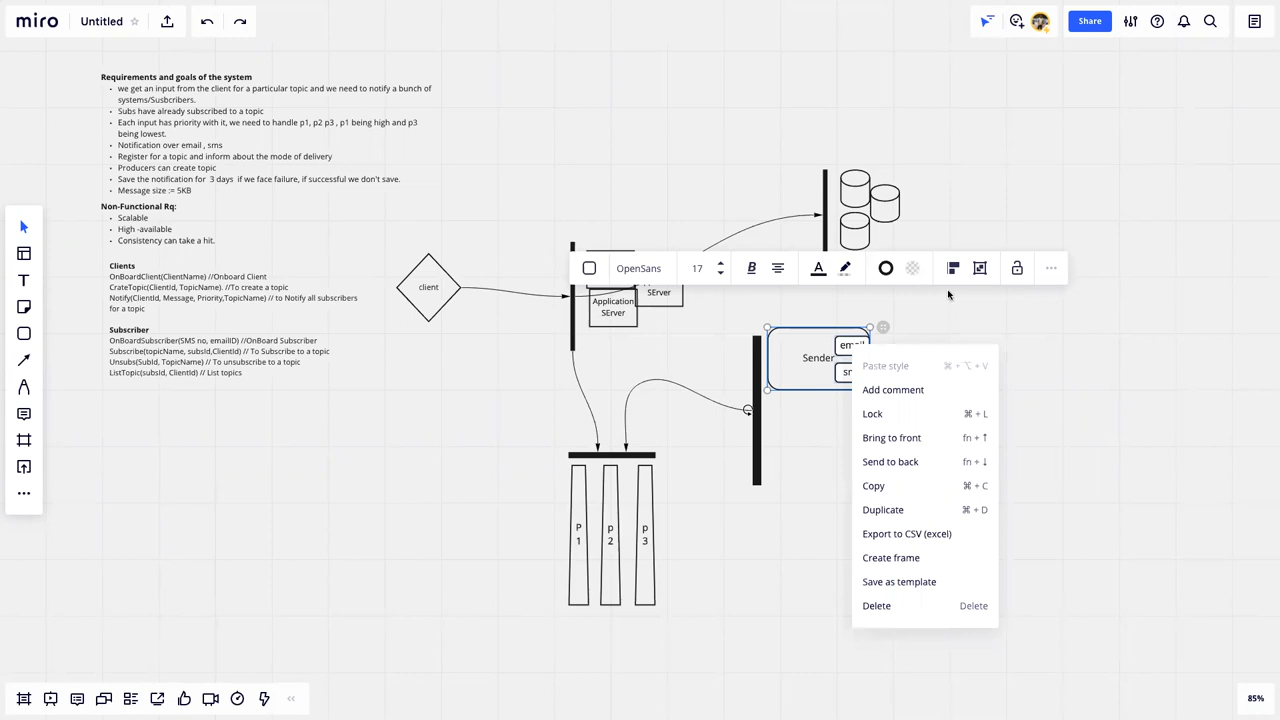 miro
Untitled
Share
Requirements and goals of the system
we get an input from the client for a particular topic and we need to notify a bunch of
systems/Susbcribers.
Subs have already subscribed to a topic
Each input has priority with it, we need to handle p1, p2 p3 , p1 being high and p3
being lowest.
Notification over email , sms
Register for a topic and inform about the mode of delivery
Producers can create topic
Save the notification for 3 days if we face failure, if successful we don't save.
Message size := 5KB
Non-Functional Rq:
Scalable
High -available
Consistency can take a hit.
Clients
OnBoardClient(ClientName) //Onboard Client
CrateTopic(ClientId, TopicName). //To create a topic
Notify(ClientId, Message, Priority,TopicName) // to Notify all subscribers
for a topic
Subscriber
OnBoardSubscriber(SMS no, emailID) //OnBoard Subscriber
Subscribe(topicName, subsId,ClientId) // To Subscribe to a topic
Unsubs(SubId, TopicName) // To unsubscribe to a topic
ListTopic(subsId, ClientId) // List topics
client
OpenSans
17
B
A
SErver
Application
SErver
Sender
email
sm
Paste style ⌘ + ⌥ + V
Add comment
Lock ⌘ + L
Bring to front fn + ↑
Send to back fn + ↓
Copy ⌘ + C
Duplicate ⌘ + D
Export to CSV (excel)
Create frame
Save as template
Delete Delete
P
1
p
2
p
3
85%